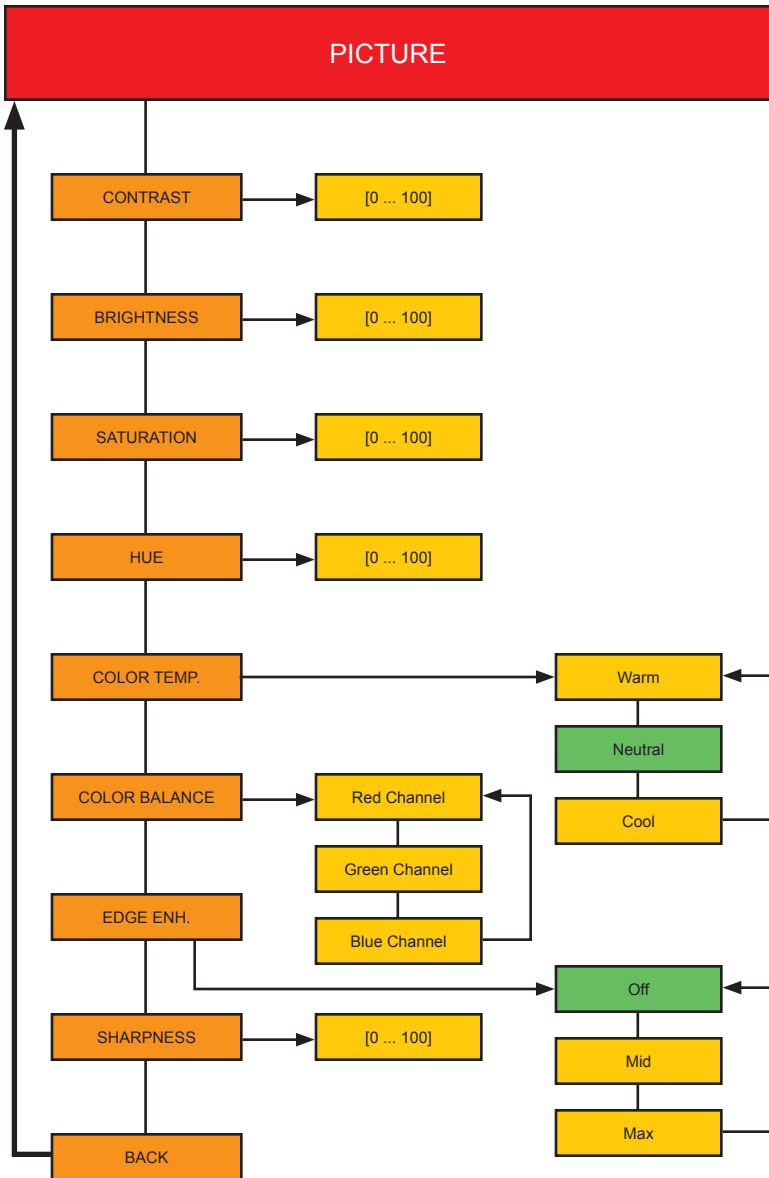 PICTURE
CONTRAST
[0 ... 100]
BRIGHTNESS
[0 ... 100]
SATURATION
[0 ... 100]
HUE
[0 ... 100]
COLOR TEMP.
Warm
Neutral
Cool
COLOR BALANCE
Red Channel
Green Channel
Blue Channel
EDGE ENH.
Off
Mid
Max
SHARPNESS
[0 ... 100]
BACK